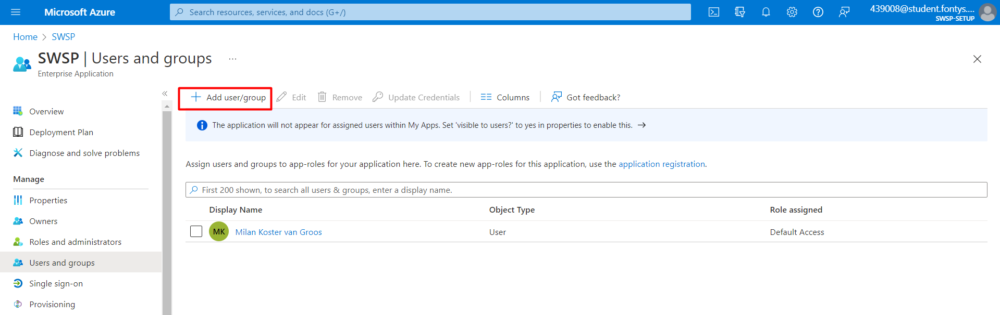 Microsoft Azure
Search resources, services, and docs (G+/)
439008@student.fontys....
SWSP-SETUP
Home > SWSP
SWSP | Users and groups ...
Enterprise Application
«
Add user/group Edit Remove Update Credentials Columns Got feedback?
Overview
Deployment Plan
Diagnose and solve problems
Manage
Properties
Owners
Roles and administrators
Users and groups
Single sign-on
Provisioning
The application will not appear for assigned users within My Apps. Set 'visible to users?' to yes in properties to enable this. →
Assign users and groups to app-roles for your application here. To create new app-roles for this application, use the application registration.
First 200 shown, to search all users & groups, enter a display name.
Display Name Object Type Role assigned
MK Milan Koster van Groos User Default Access